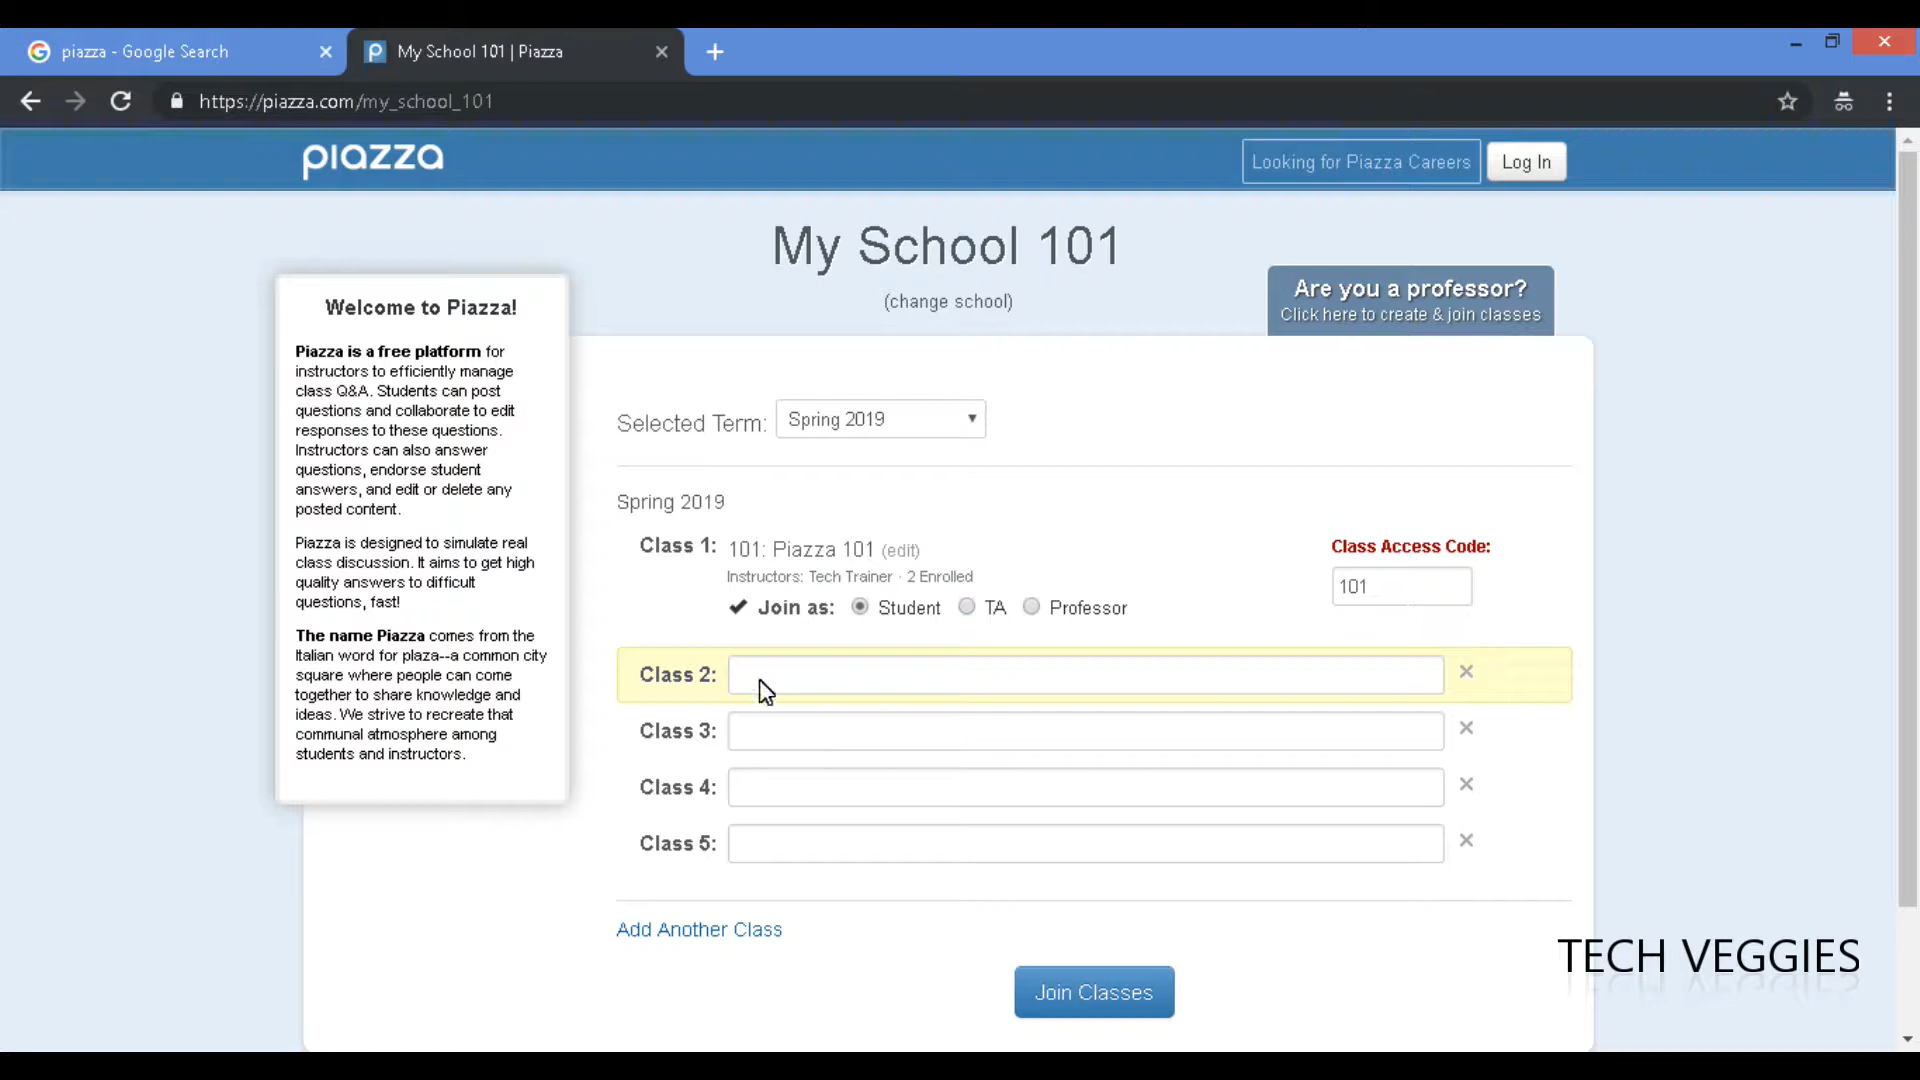 piazza - Google Search
My School 101 | Piazza
https://piazza.com/my_school_101
piazza
Looking for Piazza Careers
Log In
My School 101
(change school)
Are you a professor?
Click here to create & join classes
Welcome to Piazza!
Piazza is a free platform for
instructors to efficiently manage
class Q&A. Students can post
questions and collaborate to edit
responses to these questions.
Instructors can also answer
questions, endorse student
answers, and edit or delete any
posted content.
Piazza is designed to simulate real
class discussion. It aims to get high
quality answers to difficult
questions, fast!
The name Piazza comes from the
Italian word for plaza--a common city
square where people can come
together to share knowledge and
ideas. We strive to recreate that
communal atmosphere among
students and instructors.
Selected Term: Spring 2019
Spring 2019
Class 1: 101: Piazza 101 (edit)
Instructors: Tech Trainer · 2 Enrolled
Join as: Student TA Professor
Class Access Code:
101
Class 2:
Class 3:
Class 4:
Class 5:
Add Another Class
Join Classes
TECH VEGGIES